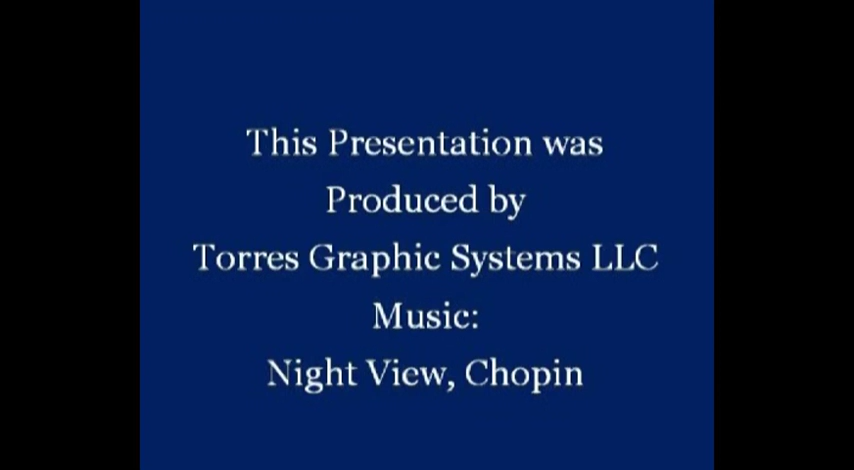 This Presentation was
Produced by
Torres Graphic Systems LLC
Music:
Night View, Chopin